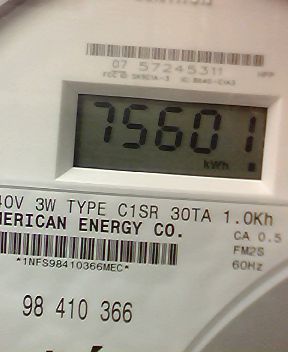 07 57245311
HPP
75601
kWh
40V 3W TYPE C1SR 30TA 1.0Kh
MERICAN ENERGY CO.
CA 0.5
FM2S
60Hz
*1NFS98410366MEC*
98 410 366